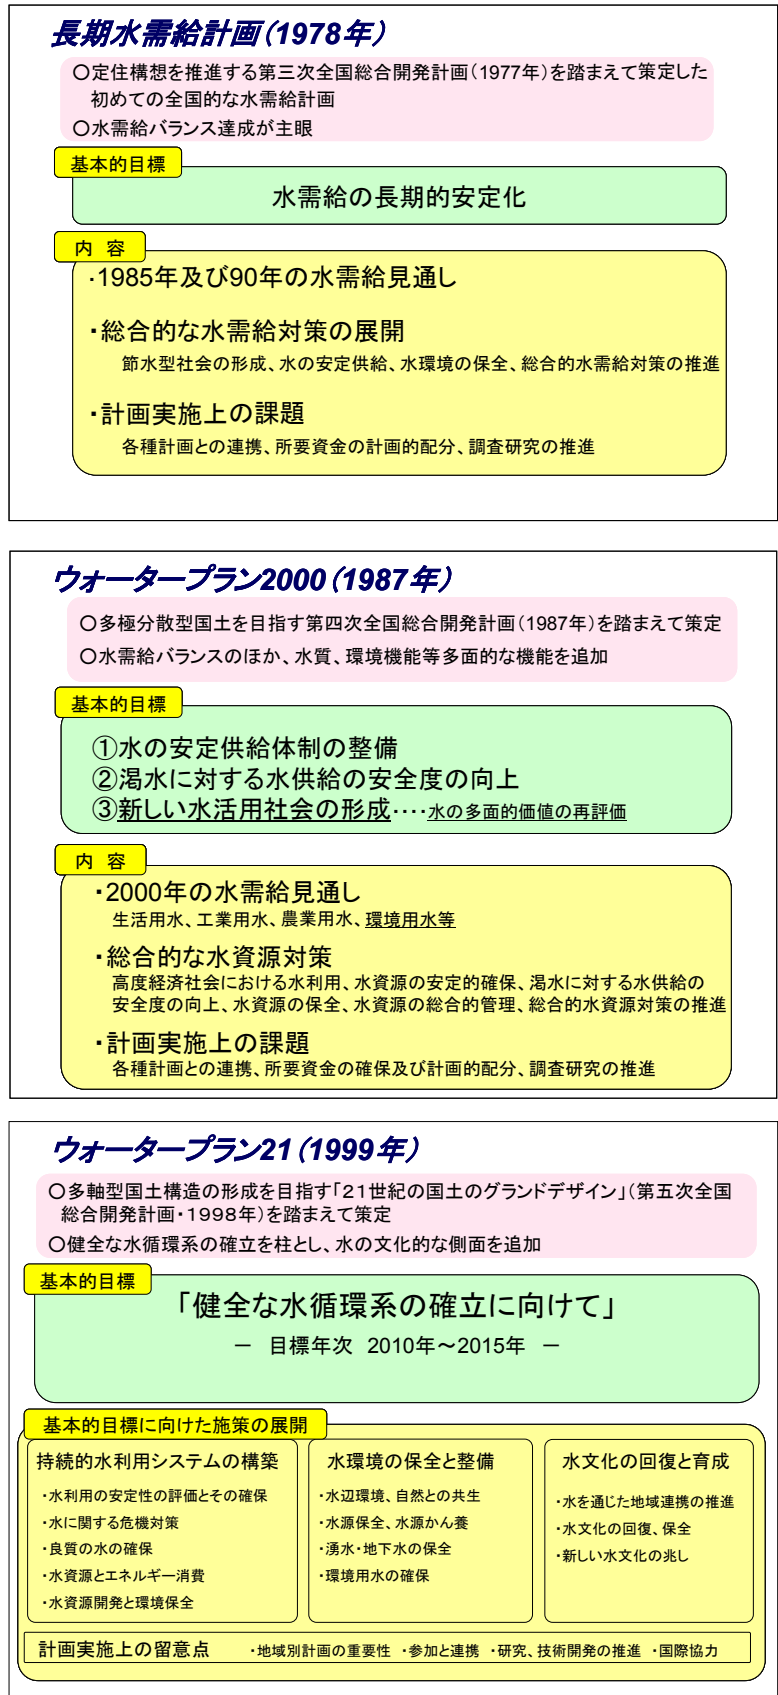 長期水需給計画（1978年）
○定住構想を推進する第三次全国総合開発計画（1977年）を踏まえて策定した
初めての全国的な水需給計画
○水需給バランス達成が主眼
基本的目標
水需給の長期的安定化
内 容
・1985年及び90年の水需給見通し
・総合的な水需給対策の展開
節水型社会の形成、水の安定供給、水環境の保全、総合的水需給対策の推進
・計画実施上の課題
各種計画との連携、所要資金の計画的配分、調査研究の推進
ウォータープラン2000（1987年）
○多極分散型国土を目指す第四次全国総合開発計画（1987年）を踏まえて策定
○水需給バランスのほか、水質、環境機能等多面的な機能を追加
基本的目標
①水の安定供給体制の整備
②渇水に対する水供給の安全度の向上
③新しい水活用社会の形成‥‥水の多面的価値の再評価
内 容
・2000年の水需給見通し
生活用水、工業用水、農業用水、環境用水等
・総合的な水資源対策
高度経済社会における水利用、水資源の安定的確保、渇水に対する水供給の
安全度の向上、水資源の保全、水資源の総合的管理、総合的水資源対策の推進
・計画実施上の課題
各種計画との連携、所要資金の確保及び計画的配分、調査研究の推進
ウォータープラン21（1999年）
○多軸型国土構造の形成を目指す「２１世紀の国土のグランドデザイン」（第五次全国
総合開発計画・１９９８年）を踏まえて策定
○健全な水循環系の確立を柱とし、水の文化的な側面を追加
基本的目標
「健全な水循環系の確立に向けて」
－ 目標年次 2010年～2015年 －
基本的目標に向けた施策の展開
持続的水利用システムの構築
・水利用の安定性の評価とその確保
・水に関する危機対策
・良質の水の確保
・水資源とエネルギー消費
・水資源開発と環境保全
水環境の保全と整備
・水辺環境、自然との共生
・水源保全、水源かん養
・湧水・地下水の保全
・環境用水の確保
水文化の回復と育成
・水を通じた地域連携の推進
・水文化の回復、保全
・新しい水文化の兆し
計画実施上の留意点 ・地域別計画の重要性 ・参加と連携 ・研究、技術開発の推進 ・国際協力